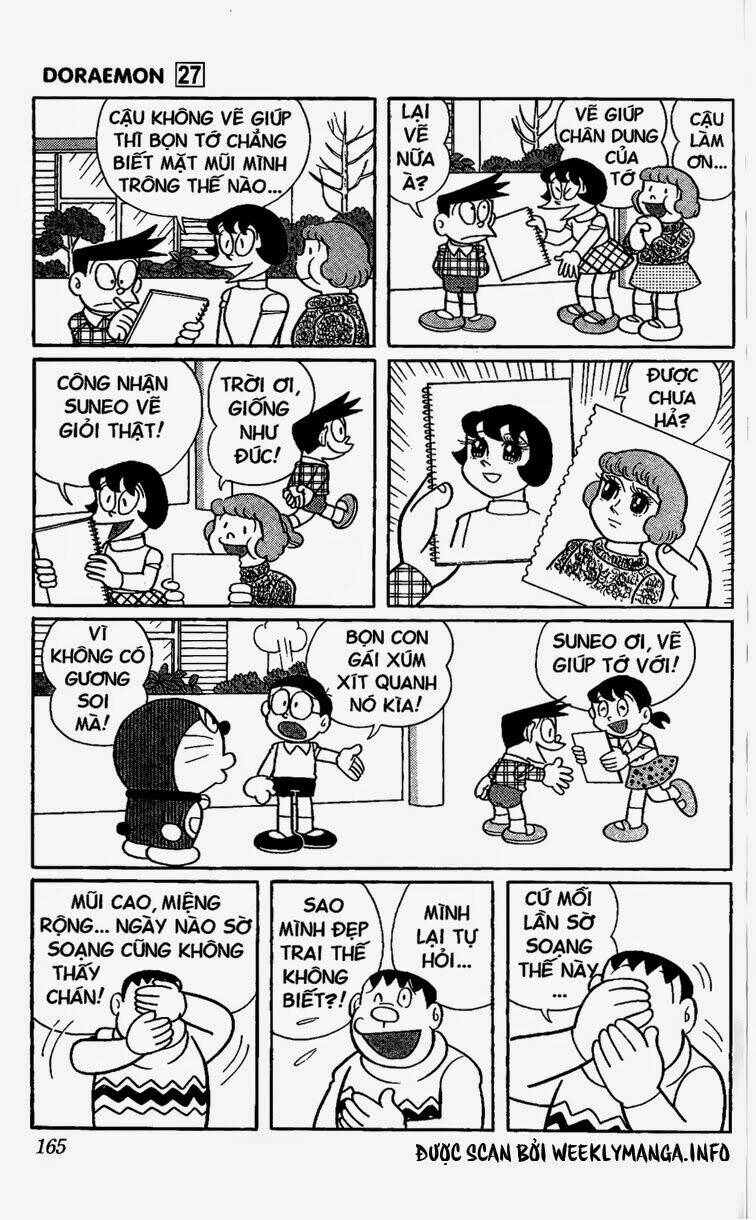 DORAEMON 27
CẬU
LÀM
ƠN...
VẼ GIÚP
CHÂN DUNG
CỦA
TỚ
LẠI
VẼ
NỮA
À?
CẬU KHÔNG VẼ GIÚP
THÌ BỌN TỚ CHẲNG
BIẾT MẶT MŨI MÌNH
TRÔNG THẾ NÀO...
ĐƯỢC
CHƯA
HẢ?
TRỜI ƠI,
GIỐNG
NHƯ
ĐÚC!
CÔNG NHẬN
SUNEO VẼ
GIỎI THẬT!
SUNEO ƠI, VẼ
GIÚP TỚ VỚI!
BỌN CON
GÁI XÚM
XÍT QUANH
NÓ KÌA!
VÌ
KHÔNG CÓ
GƯƠNG
SOI
MÀ!
CỨ MỖI
LẦN SỜ
SOẠNG
THẾ NÀY
...
MÌNH
LẠI TỰ
HỎI...
SAO
MÌNH ĐẸP
TRAI THẾ
KHÔNG
BIẾT?!
MŨI CAO, MIỆNG
RỘNG... NGÀY NÀO SỜ
SOẠNG CŨNG KHÔNG
THẤY
CHÁN!
165
ĐƯỢC SCAN BỞI WEEKLYMANGA.INFO